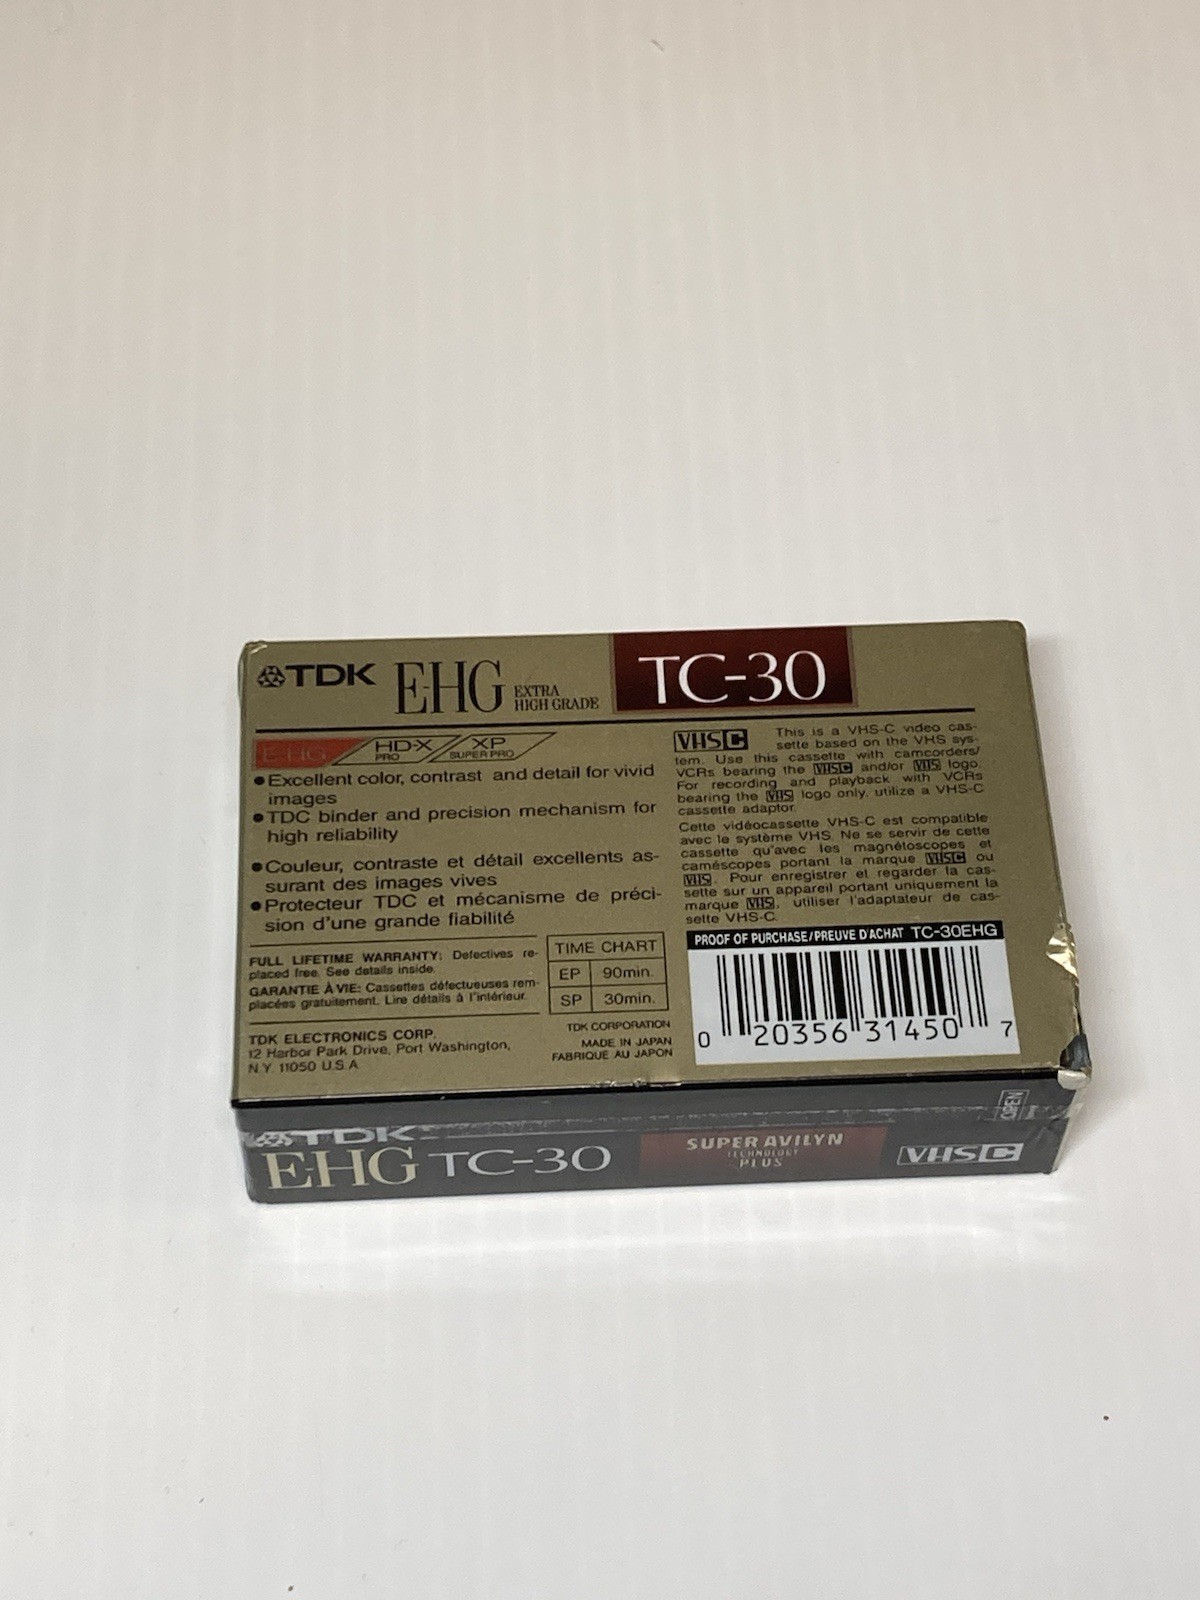 TDK E-HG EXTRA HIGH GRADE TC-30
E-HG HD-X PRO XP SUPER PRO
●Excellent color, contrast and detail for vivid
images
●TDC binder and precision mechanism for
high reliability
●Couleur, contraste et détail excellents as-
surant des images vives
●Protecteur TDC et mécanisme de préci-
sion d'une grande fiabilité
FULL LIFETIME WARRANTY: Defectives re-
placed free. See details inside.
GARANTIE À VIE: Cassettes défectueuses rem-
placées gratuitement. Lire détails à l'intérieur.
TDK ELECTRONICS CORP.
12 Harbor Park Drive, Port Washington,
N.Y. 11050 U.S.A.
TIME CHART
EP 90min.
SP 30min.
TDK CORPORATION
MADE IN JAPAN
FABRIQUE AU JAPON
VHS C This is a VHS-C video cas-
sette based on the VHS sys-
tem. Use this cassette with camcorders/
VCRs bearing the VHS C and/or VHS logo.
For recording and playback with VCRs
bearing the VHS logo only, utilize a VHS-C
cassette adaptor.
Cette vidéocassette VHS-C est compatible
avec le système VHS. Ne se servir de cette
cassette qu'avec les magnétoscopes et
caméscopes portant la marque VHS C ou
VHS. Pour enregistrer et regarder la cas-
sette sur un appareil portant uniquement la
marque VHS, utiliser l'adaptateur de cas-
sette VHS-C.
PROOF OF PURCHASE/PREUVE D'ACHAT TC-30EHG
0 20356 31450 7
OPEN
TDK
E-HG TC-30
SUPER AVILYN
TECHNOLOGY
PLUS
VHS C